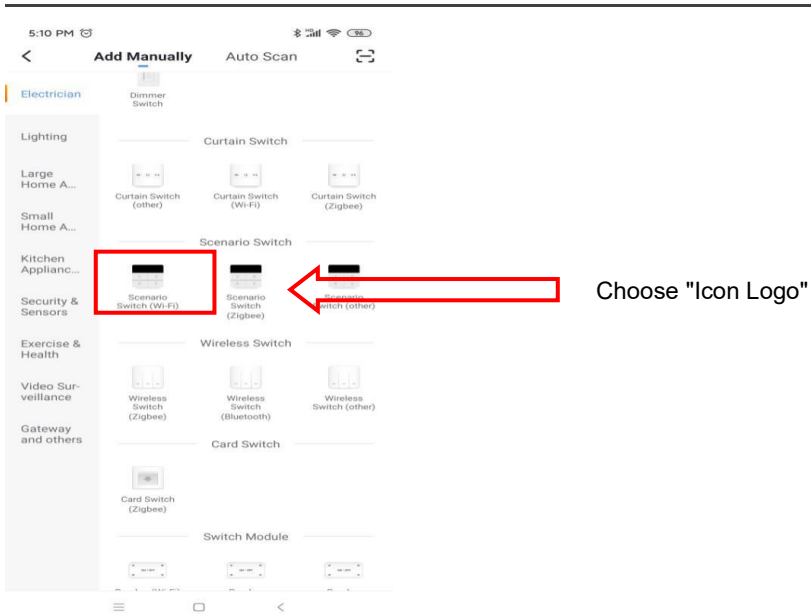 5:10 PM
96
Add Manually Auto Scan
Electrician
Lighting
Large
Home A...
Small
Home A...
Kitchen
Applianc...
Security &
Sensors
Exercise &
Health
Video Sur-
veillance
Gateway
and others
Dimmer
Switch
Curtain Switch
Curtain Switch
(other)
Curtain Switch
(Wi-Fi)
Curtain Switch
(Zigbee)
Scenario Switch
Scenario
Switch (Wi-Fi)
Scenario
Switch
(Zigbee)
Scenario
Switch (other)
Wireless Switch
Wireless
Switch
(Zigbee)
Wireless
Switch
(Bluetooth)
Wireless
Switch (other)
Card Switch
Card Switch
(Zigbee)
Switch Module
Choose "Icon Logo"